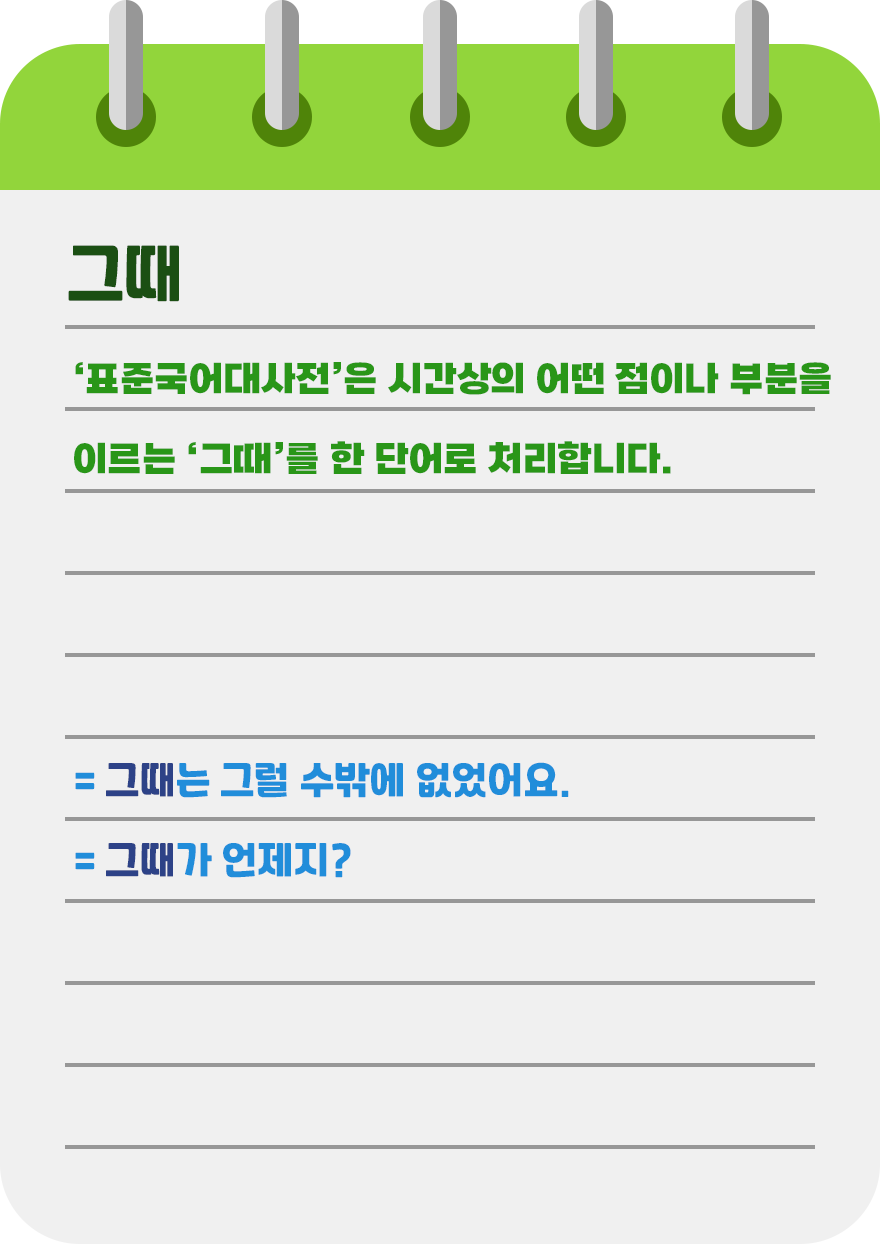 그때
‘표준국어대사전’은 시간상의 어떤 점이나 부분을
이르는 ‘그때’를 한 단어로 처리합니다.
= 그때는 그럴 수밖에 없었어요.
= 그때가 언제지?